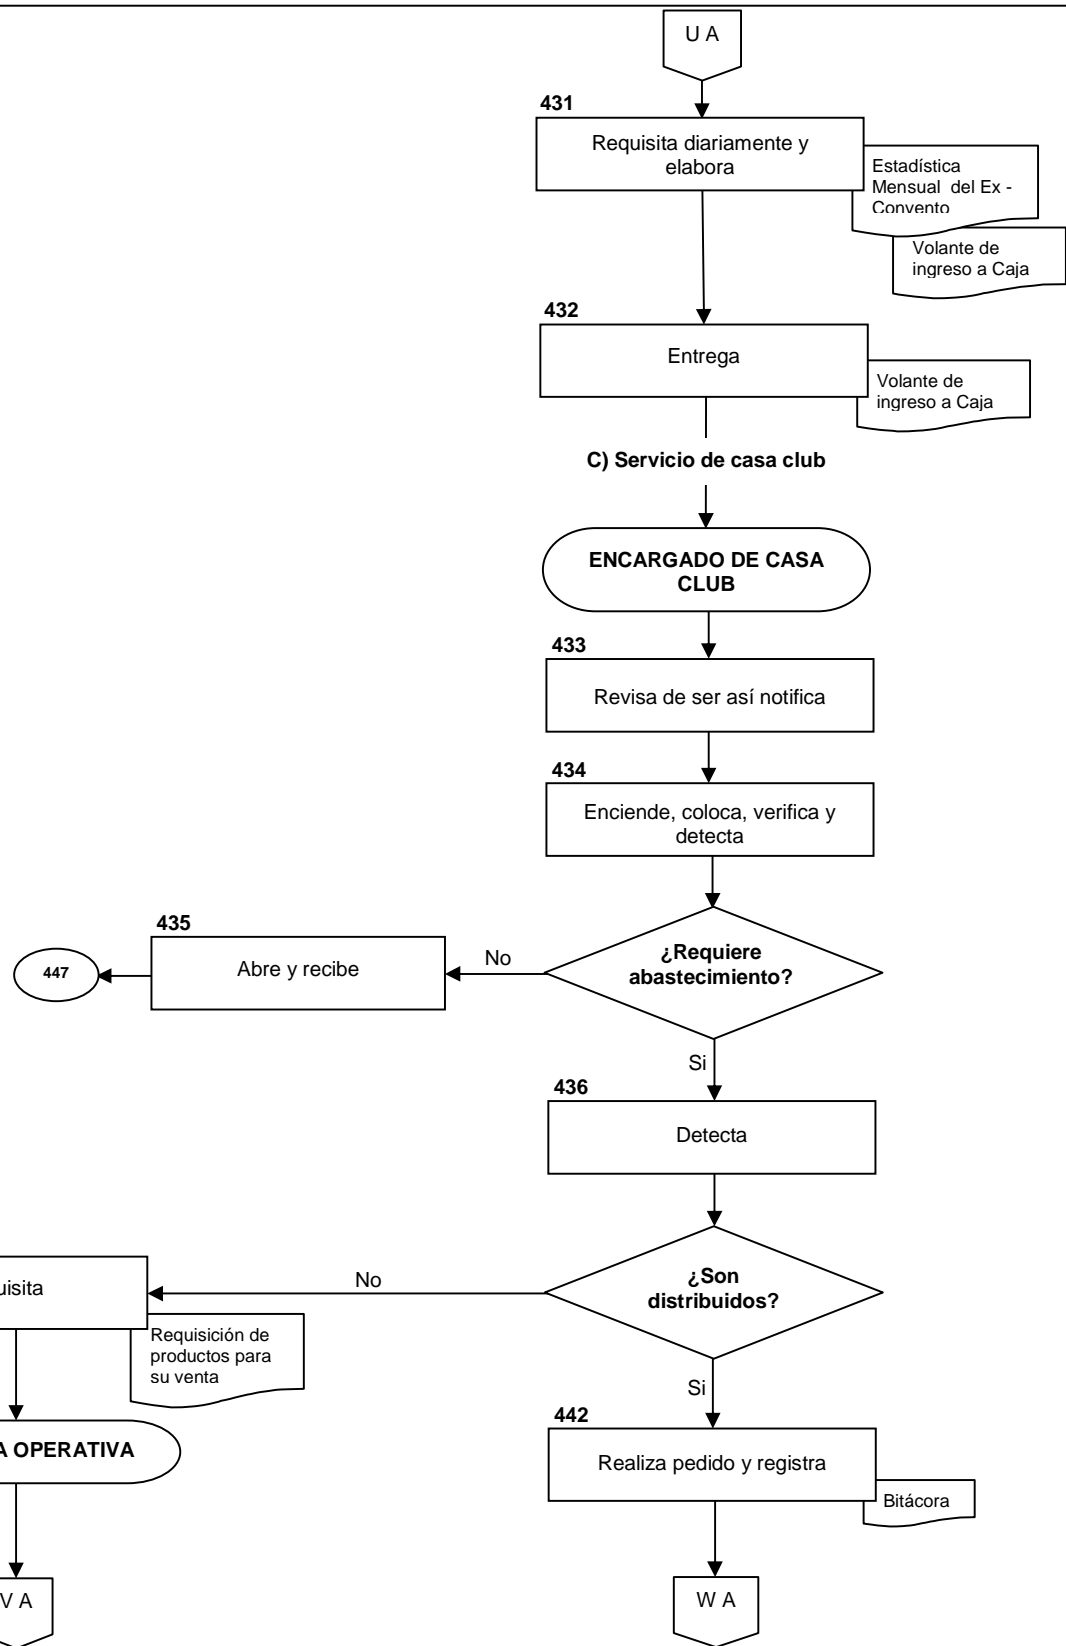 U A
431
Requisita diariamente y
elabora
Estadística
Mensual del Ex -
Convento
Volante de
ingreso a Caja
432
Entrega
Volante de
ingreso a Caja
C) Servicio de casa club
ENCARGADO DE CASA
CLUB
433
Revisa de ser así notifica
434
Enciende, coloca, verifica y
detecta
¿Requiere
abastecimiento?
No
435
Abre y recibe
447
Si
436
Detecta
¿Son
distribuidos?
No
uisita
Requisición de
productos para
su venta
A OPERATIVA
V A
Si
442
Realiza pedido y registra
Bitácora
W A